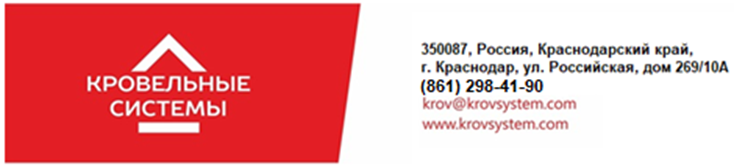 КРОВЕЛЬНЫЕ
СИСТЕМЫ
350087, Россия, Краснодарский край,
г. Краснодар, ул. Российская, дом 269/10А
(861) 298-41-90
krov@krovsystem.com
www.krovsystem.com